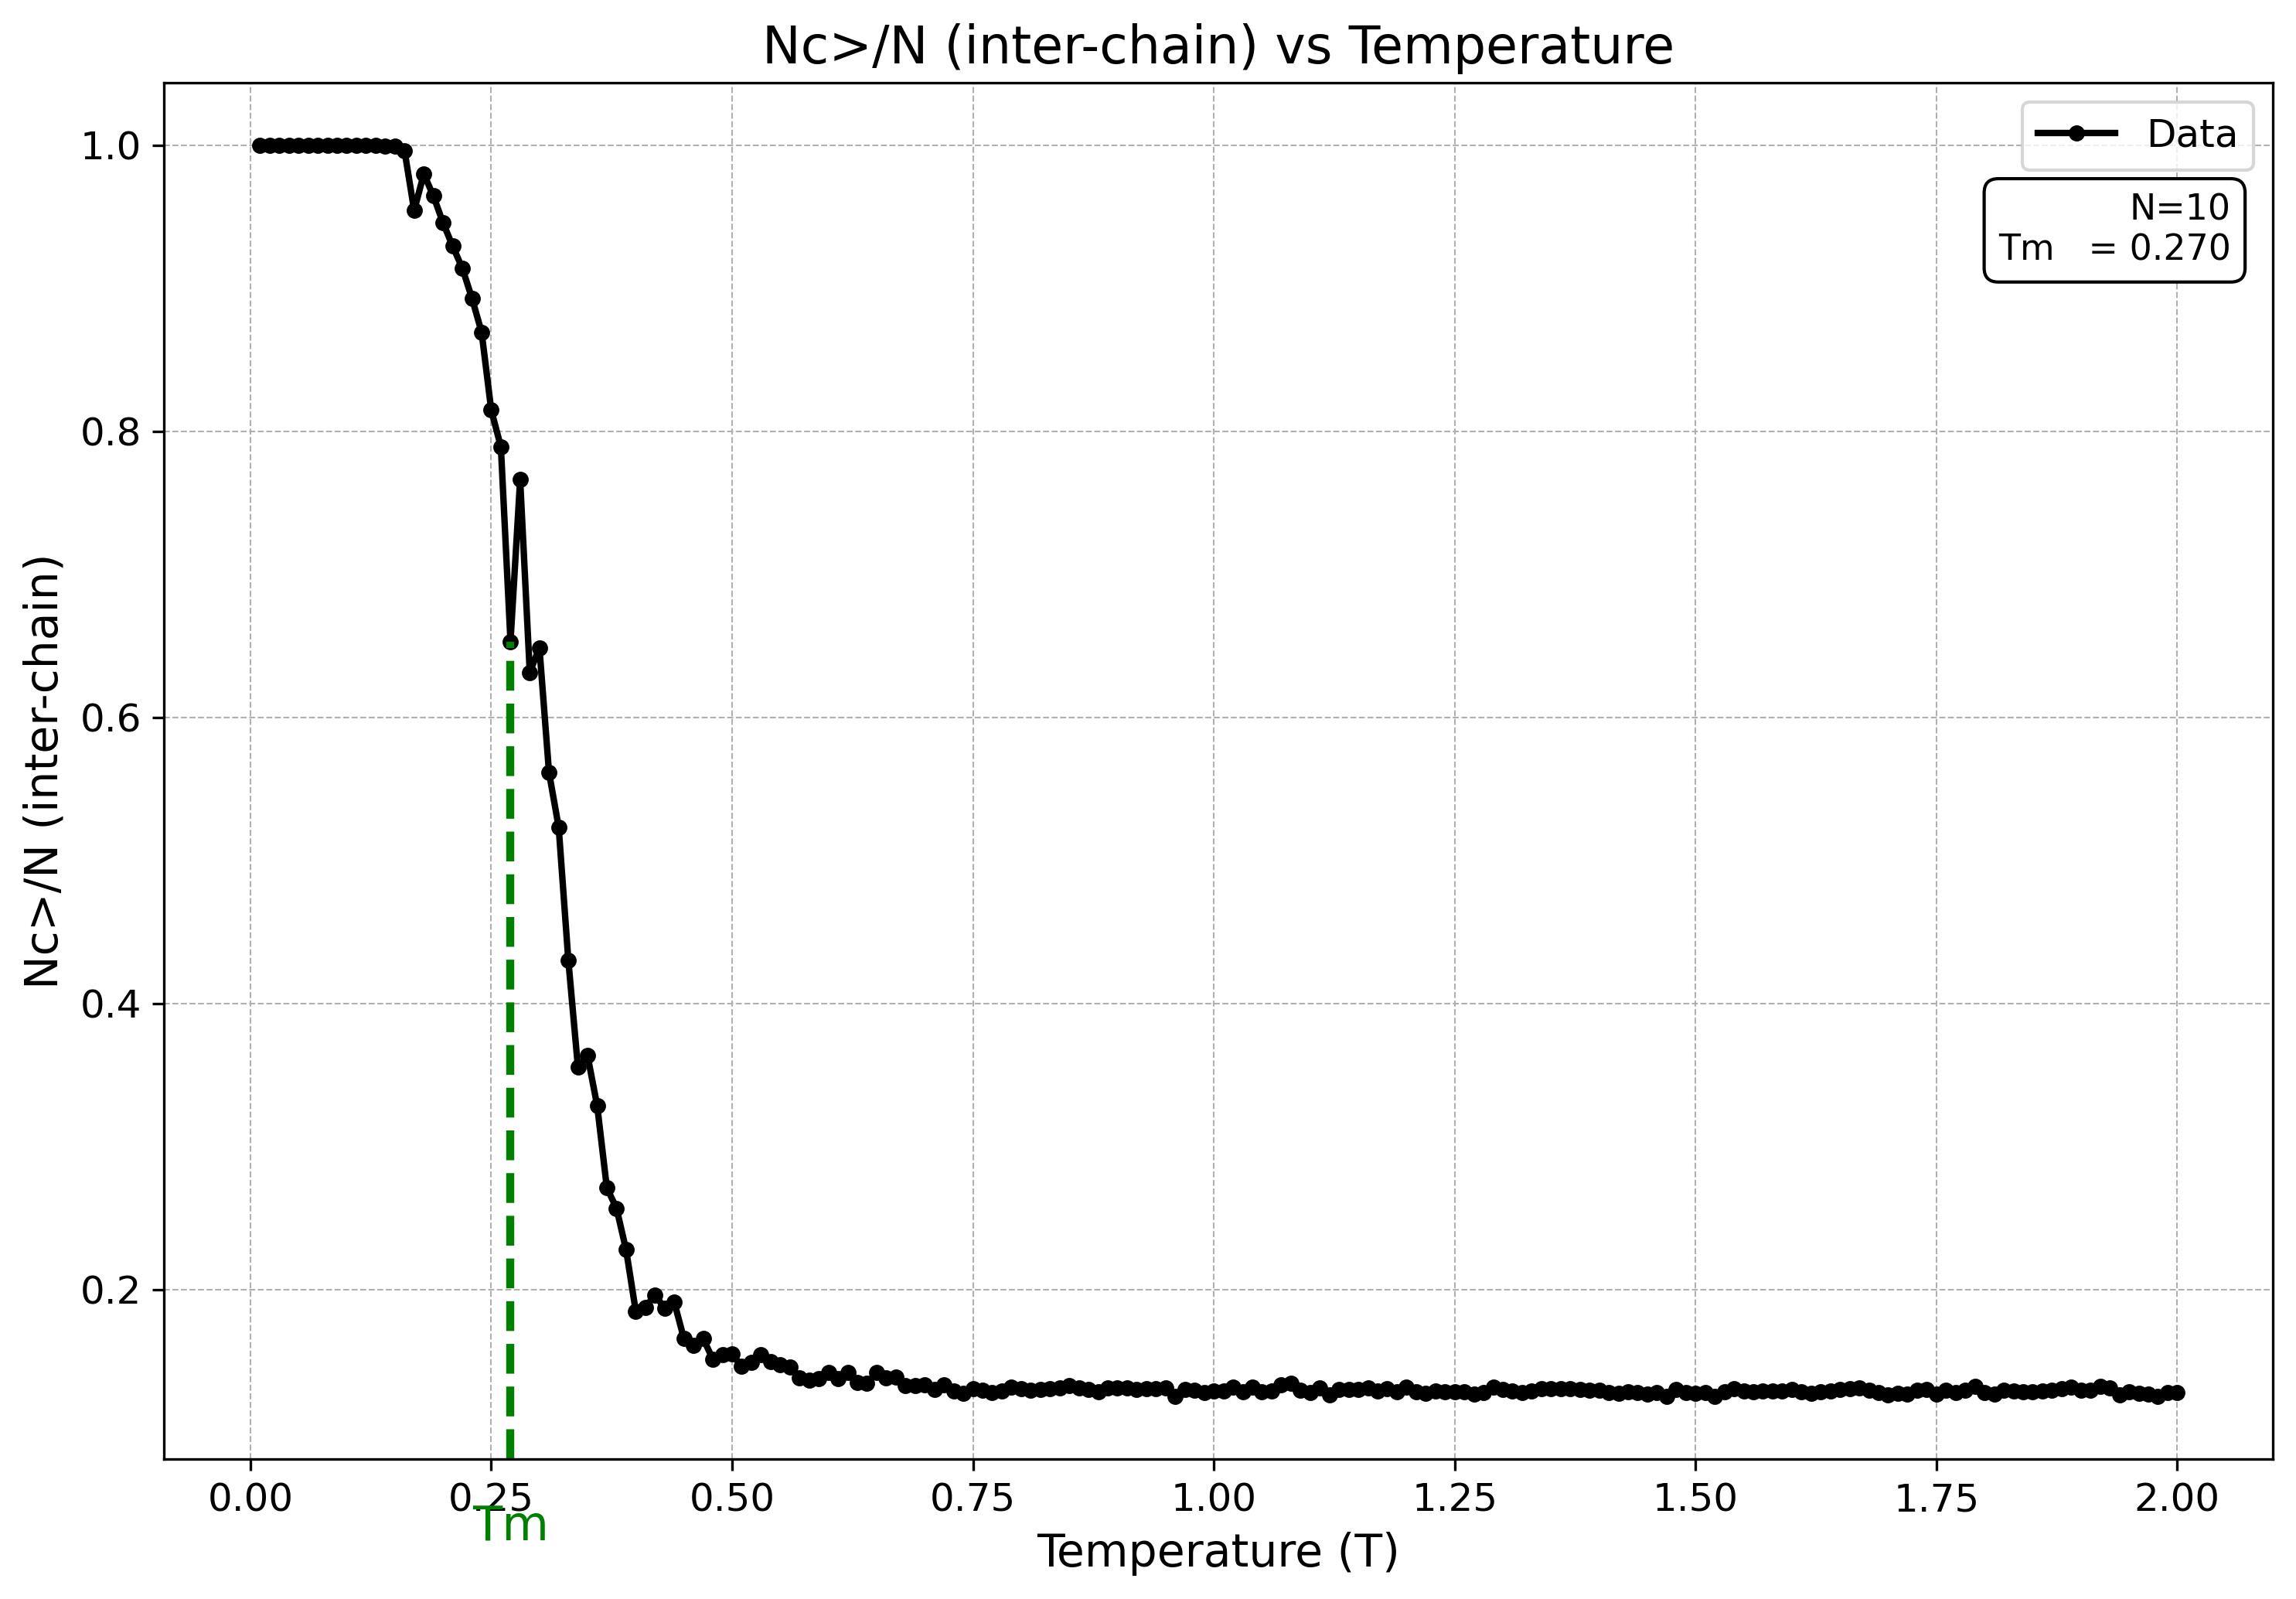 Nc>/N (inter-chain) vs Temperature
Data
N=10
Tm = 0.270
Nc>/N (inter-chain)
1.0
0.8
0.6
0.4
0.2
0.00 0.25 0.50 0.75 1.00 1.25 1.50 1.75 2.00
Tm
Temperature (T)